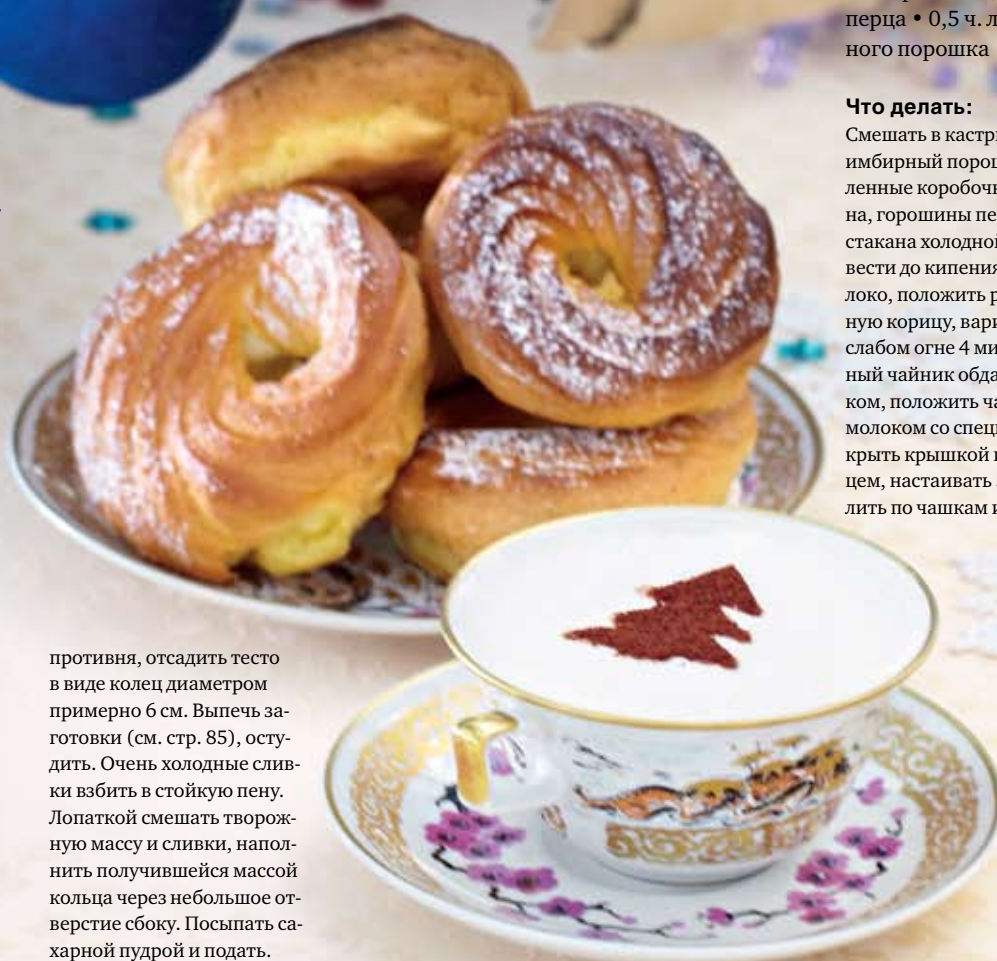 перца • 0,5 ч. л
ного порошка
Что делать:
Смешать в кастр
имбирный порош
ленные коробоч
на, горошины пе
стакана холодной
вести до кипения
локо, положить р
ную корицу, вари
слабом огне 4 ми
ный чайник обда
ком, положить ча
молоком со спец
крыть крышкой и
цем, настаивать
лить по чашкам и
противня, отсадить тесто
в виде колец диаметром
примерно 6 см. Выпечь за-
готовки (см. стр. 85), осту-
дить. Очень холодные слив-
ки взбить в стойкую пену.
Лопаткой смешать творож-
ную массу и сливки, напол-
нить получившейся массой
кольца через небольшое от-
верстие сбоку. Посыпать са-
харной пудрой и подать.